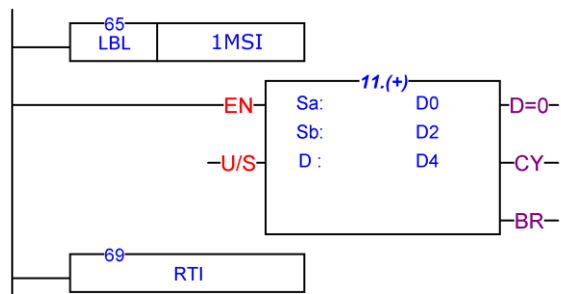 65
LBL 1MSI
11.(+)
EN Sa: D0 D=0
Sb: D2
U/S D : D4 CY
BR
69
RTI